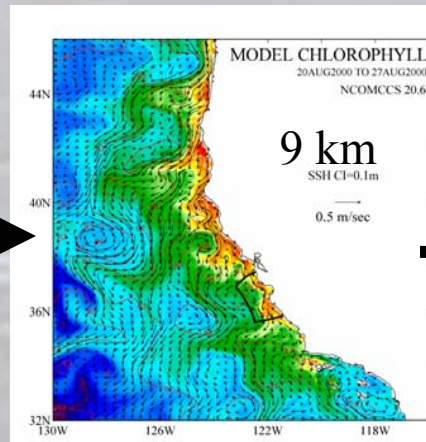 MODEL CHLOROPHYLL
20AUG2000 TO 27AUG2000
NCOMCCS 20.6
9 km
SSH CI=0.1m
0.5 m/sec
44N
40N
36N
32N
130W 126W 122W 118W